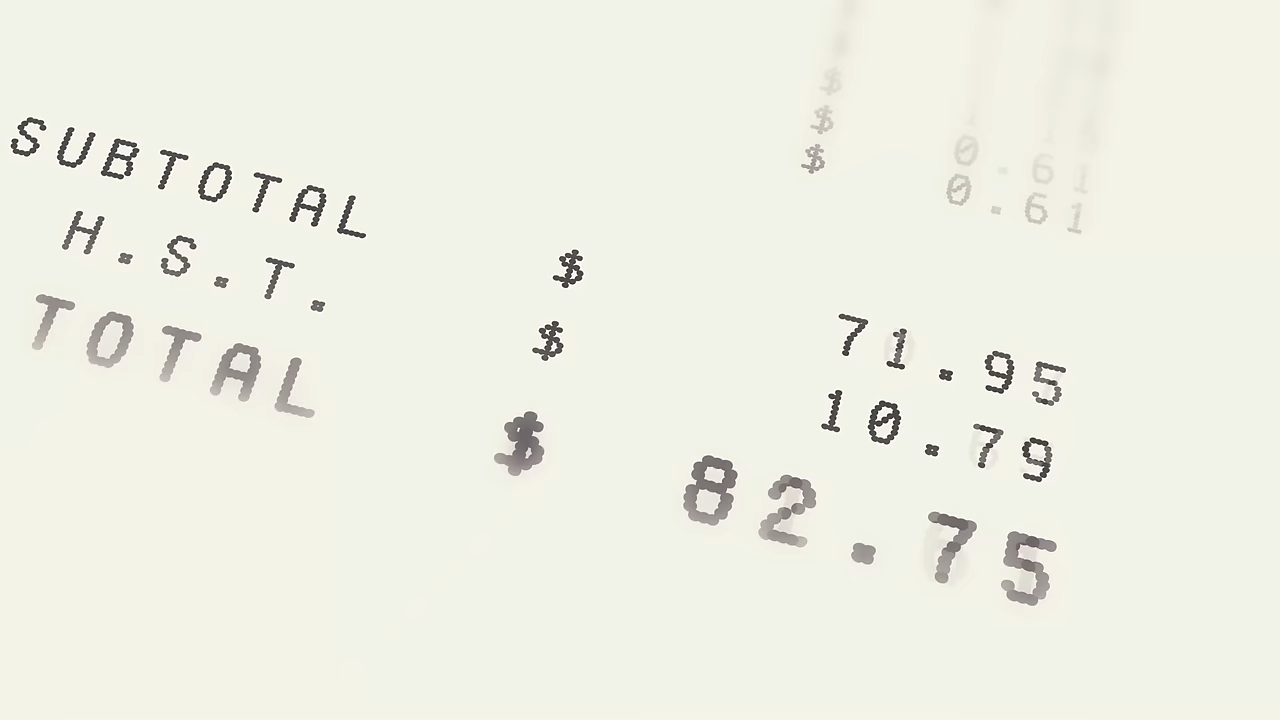 $
$ 0.61
$ 0.61
SUBTOTAL $ 71.95
H.S.T. $ 10.79
TOTAL $ 82.75